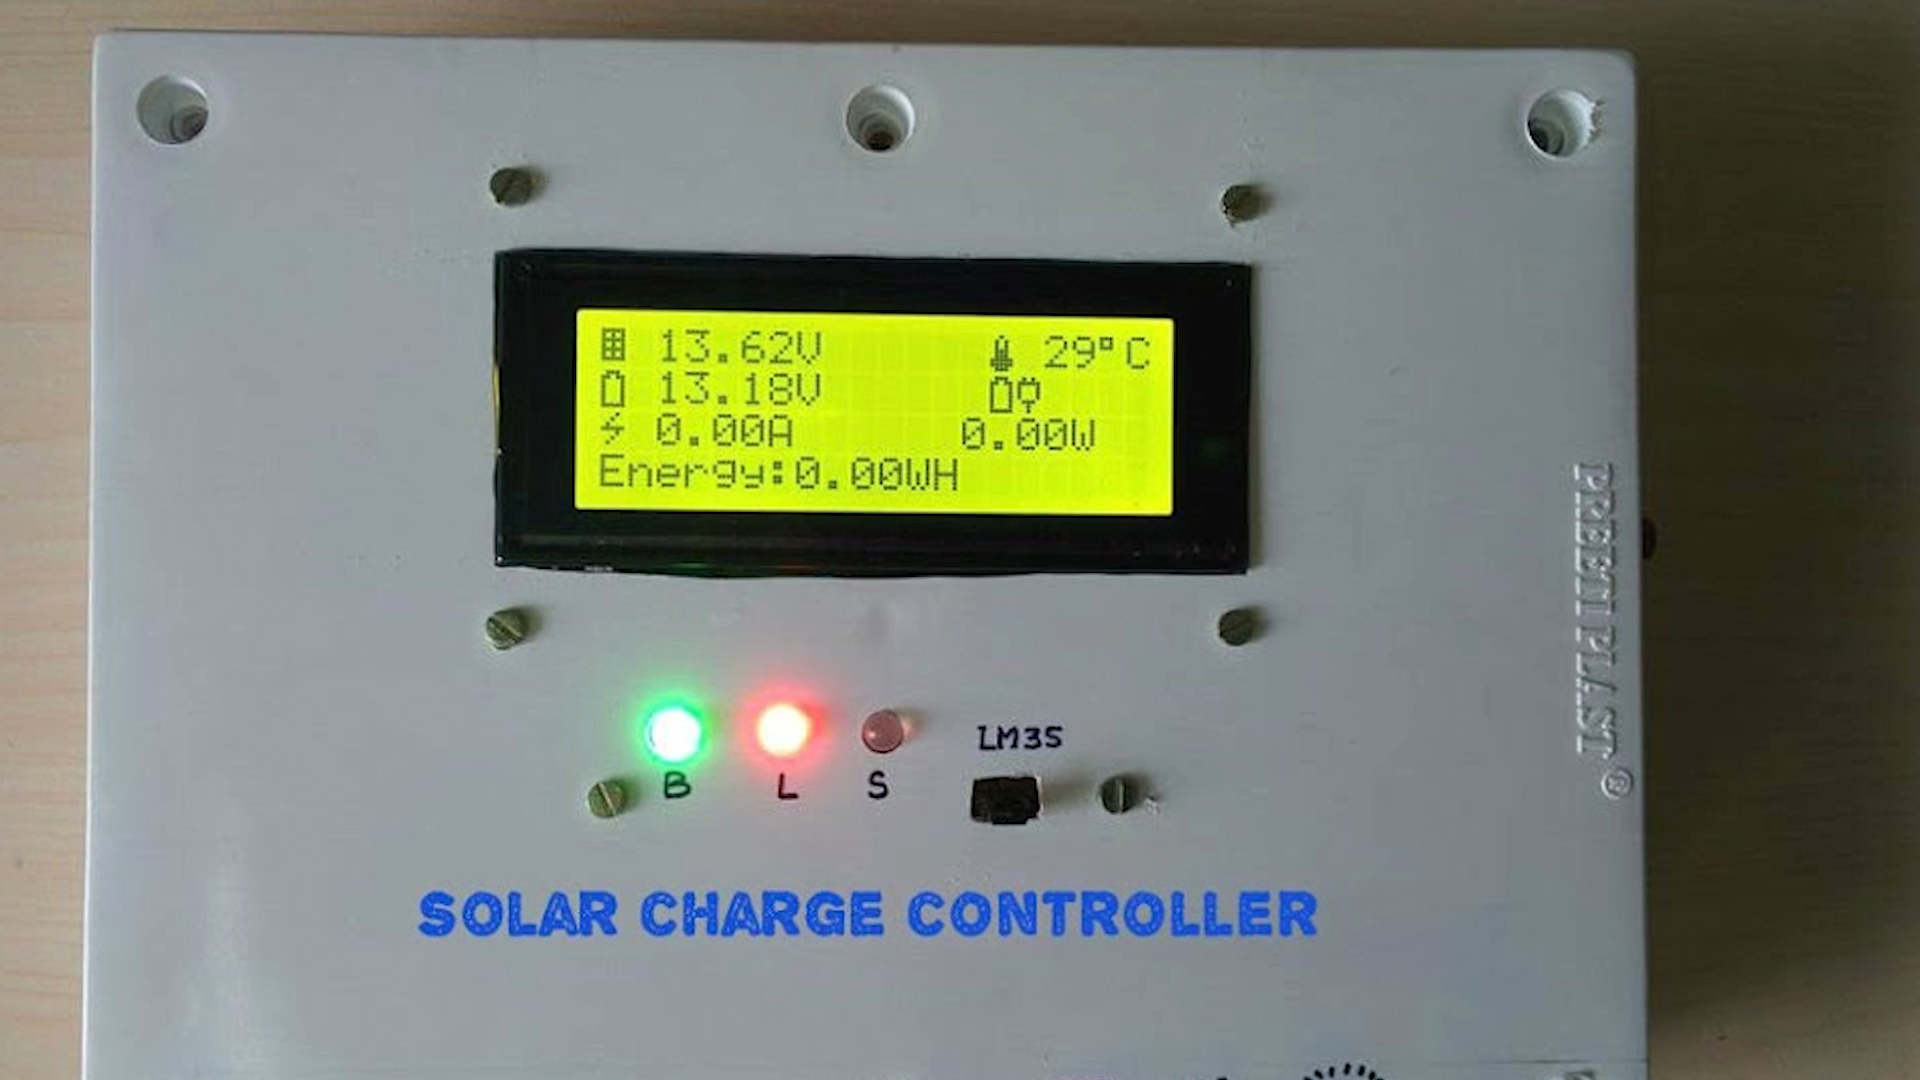 13.62V 29°C
13.18V
0.00A 0.00W
Energy:0.00WH
PREETI PLAST®
LM35
B L S
SOLAR CHARGE CONTROLLER